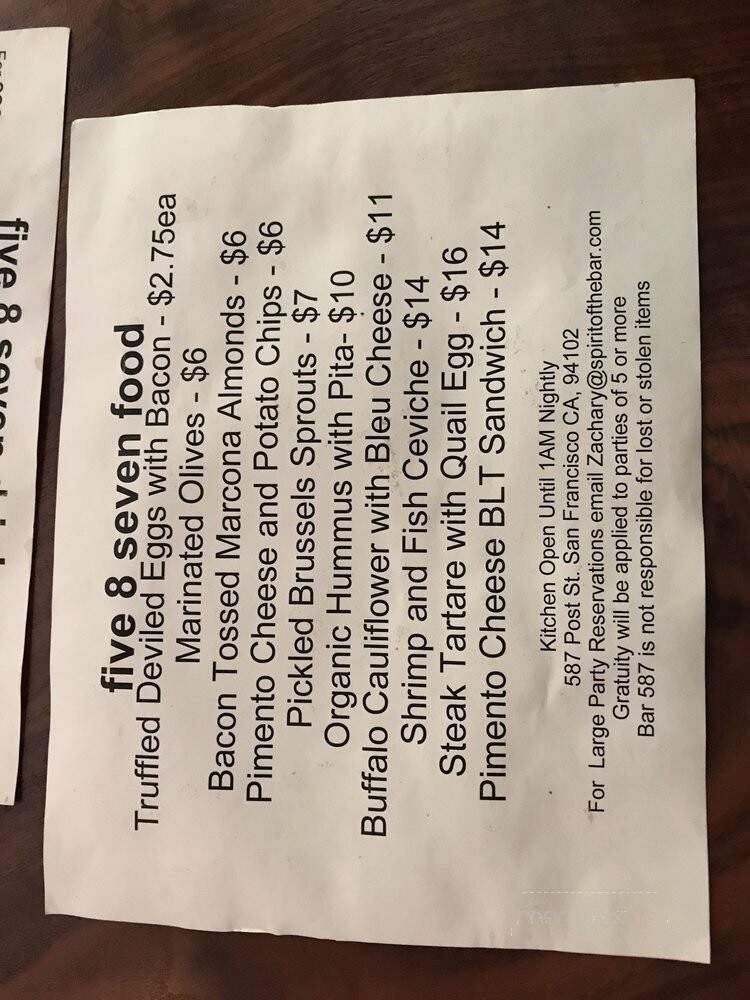 five 8 seven food
Truffled Deviled Eggs with Bacon - $2.75ea
Marinated Olives - $6
Bacon Tossed Marcona Almonds - $6
Pimento Cheese and Potato Chips - $6
Pickled Brussels Sprouts - $7
Organic Hummus with Pita- $10
Buffalo Cauliflower with Bleu Cheese - $11
Shrimp and Fish Ceviche - $14
Steak Tartare with Quail Egg - $16
Pimento Cheese BLT Sandwich - $14
Kitchen Open Until 1AM Nightly
587 Post St. San Francisco CA, 94102
For Large Party Reservations email Zachary@spiritofthebar.com
Gratuity will be applied to parties of 5 or more
Bar 587 is not responsible for lost or stolen items
five 8 seven